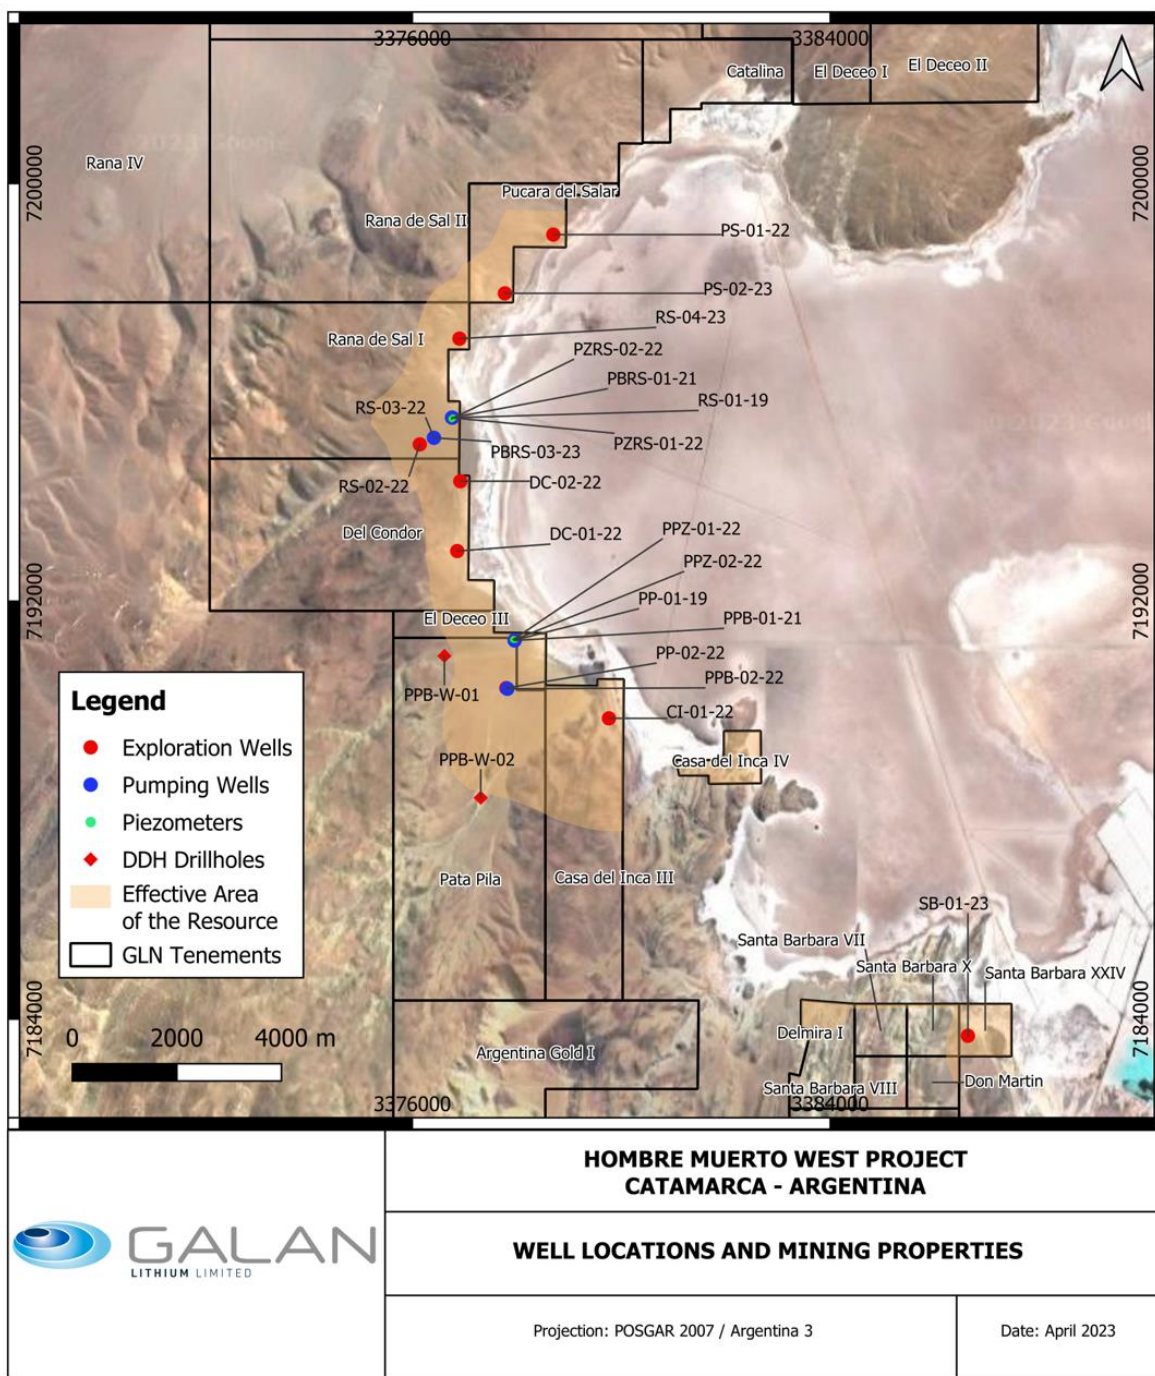 3376000
3384000
Catalina
El Deceo I
El Deceo II
Rana IV
7200000
7200000
Pucara del Salar
Rana de Sal II
PS-01-22
PS-02-23
RS-04-23
Rana de Sal I
PZRS-02-22
PBRS-01-21
RS-01-19
RS-03-22
PZRS-01-22
PBRS-03-23
RS-02-22
DC-02-22
Del Condor
DC-01-22
PPZ-01-22
PPZ-02-22
7192000
7192000
PP-01-19
El Deceo III
PPB-01-21
PP-02-22
PPB-W-01
PPB-02-22
CI-01-22
PPB-W-02
Casa del Inca IV
Legend
Exploration Wells
Pumping Wells
Piezometers
DDH Drillholes
Effective Area
of the Resource
GLN Tenements
Pata Pila
Casa del Inca III
SB-01-23
Santa Barbara VII
Santa Barbara X
Santa Barbara XXIV
7184000
7184000
0 2000 4000 m
Delmira I
Argentina Gold I
Santa Barbara VIII
Don Martin
3376000
3384000
HOMBRE MUERTO WEST PROJECT
CATAMARCA - ARGENTINA
GALAN
LITHIUM LIMITED
WELL LOCATIONS AND MINING PROPERTIES
Projection: POSGAR 2007 / Argentina 3
Date: April 2023